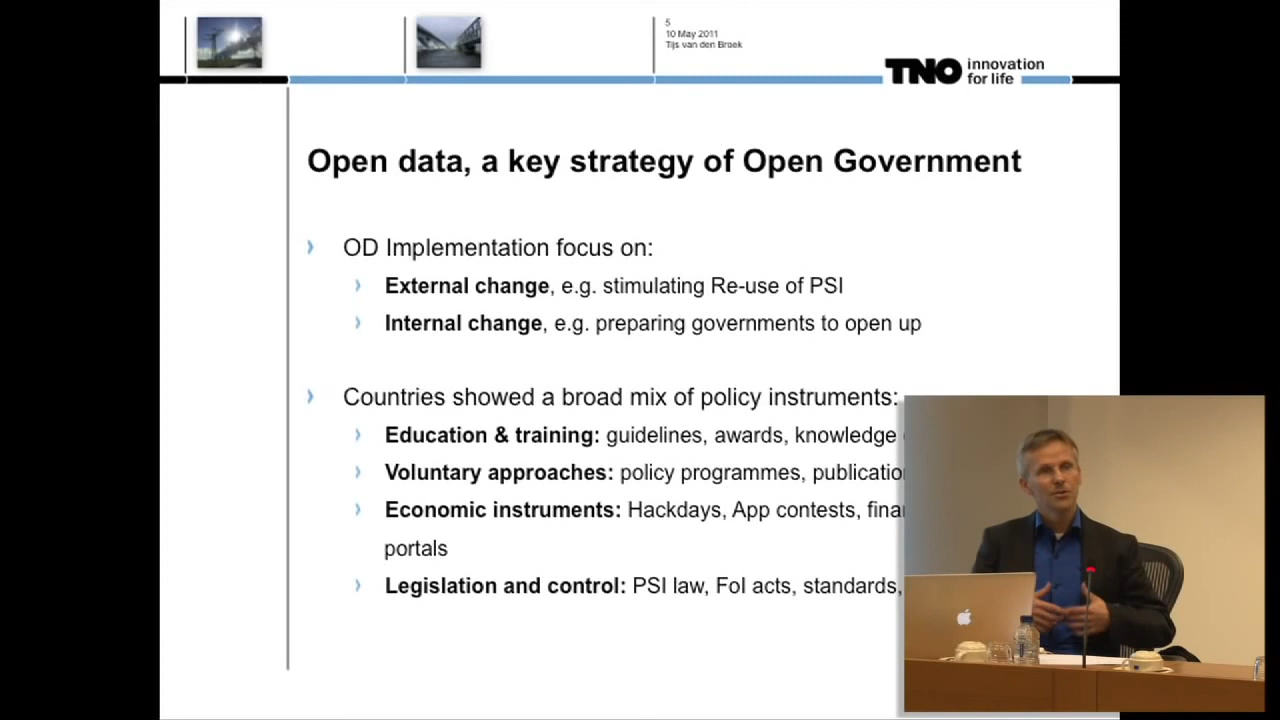 5
10 May 2011
Tijs van den Broek
TNO innovation
for life
Open data, a key strategy of Open Government
› OD Implementation focus on:
› External change, e.g. stimulating Re-use of PSI
› Internal change, e.g. preparing governments to open up
› Countries showed a broad mix of policy instruments:
› Education & training: guidelines, awards, knowledge
› Voluntary approaches: policy programmes,
› Economic instruments: Hackdays, App contests,
portals
› Legislation and control: PSI law, FoI acts, standards,